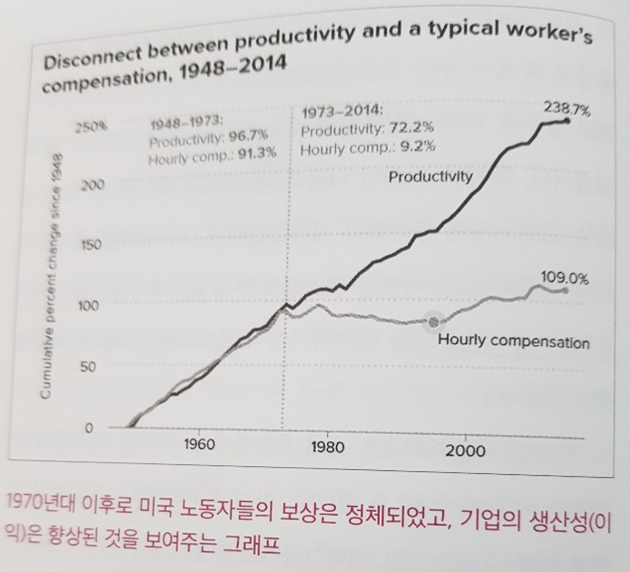 Disconnect between productivity and a typical worker's
compensation, 1948–2014
250%
1948–1973:
Productivity: 96.7%
Hourly comp.: 91.3%
1973–2014:
Productivity: 72.2%
Hourly comp.: 9.2%
238.7%
Productivity
Cumulative percent change since 1948
200
150
100
109.0%
Hourly compensation
50
0
1960
1980
2000
1970년대 이후로 미국 노동자들의 보상은 정체되었고, 기업의 생산성(이
익)은 향상된 것을 보여주는 그래프